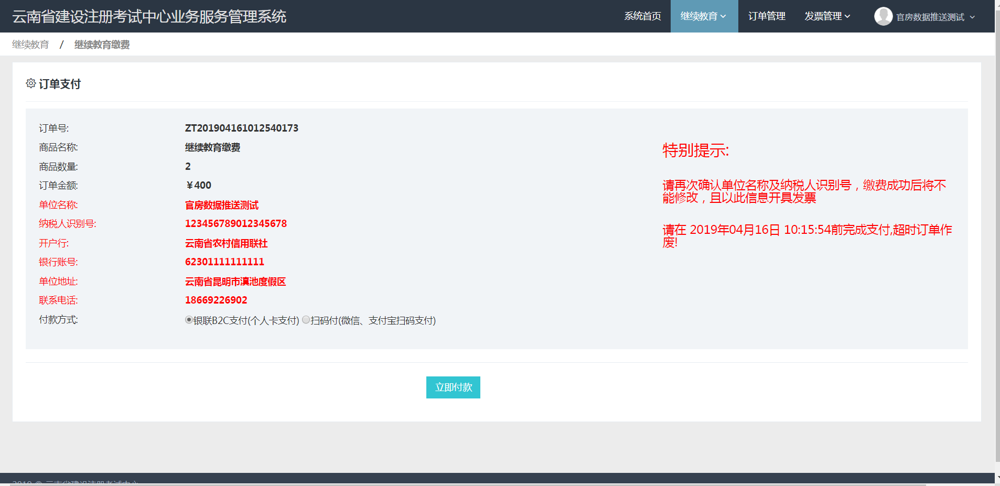 云南省建设注册考试中心业务服务管理系统
系统首页
继续教育
订单管理
发票管理
官房数据推送测试
继续教育 / 继续教育缴费
订单支付
订单号: ZT201904161012540173
商品名称: 继续教育缴费
商品数量: 2
订单金额: ￥400
单位名称: 官房数据推送测试
纳税人识别号: 123456789012345678
开户行: 云南省农村信用联社
银行账号: 62301111111111
单位地址: 云南省昆明市滇池度假区
联系电话: 18669226902
付款方式: 银联B2C支付(个人卡支付) 扫码付(微信、支付宝扫码支付)
特别提示:
请再次确认单位名称及纳税人识别号，缴费成功后将不
能修改，且以此信息开具发票
请在 2019年04月16日 10:15:54前完成支付,超时订单作
废!
立即付款
2019 © 云南省建设注册考试中心